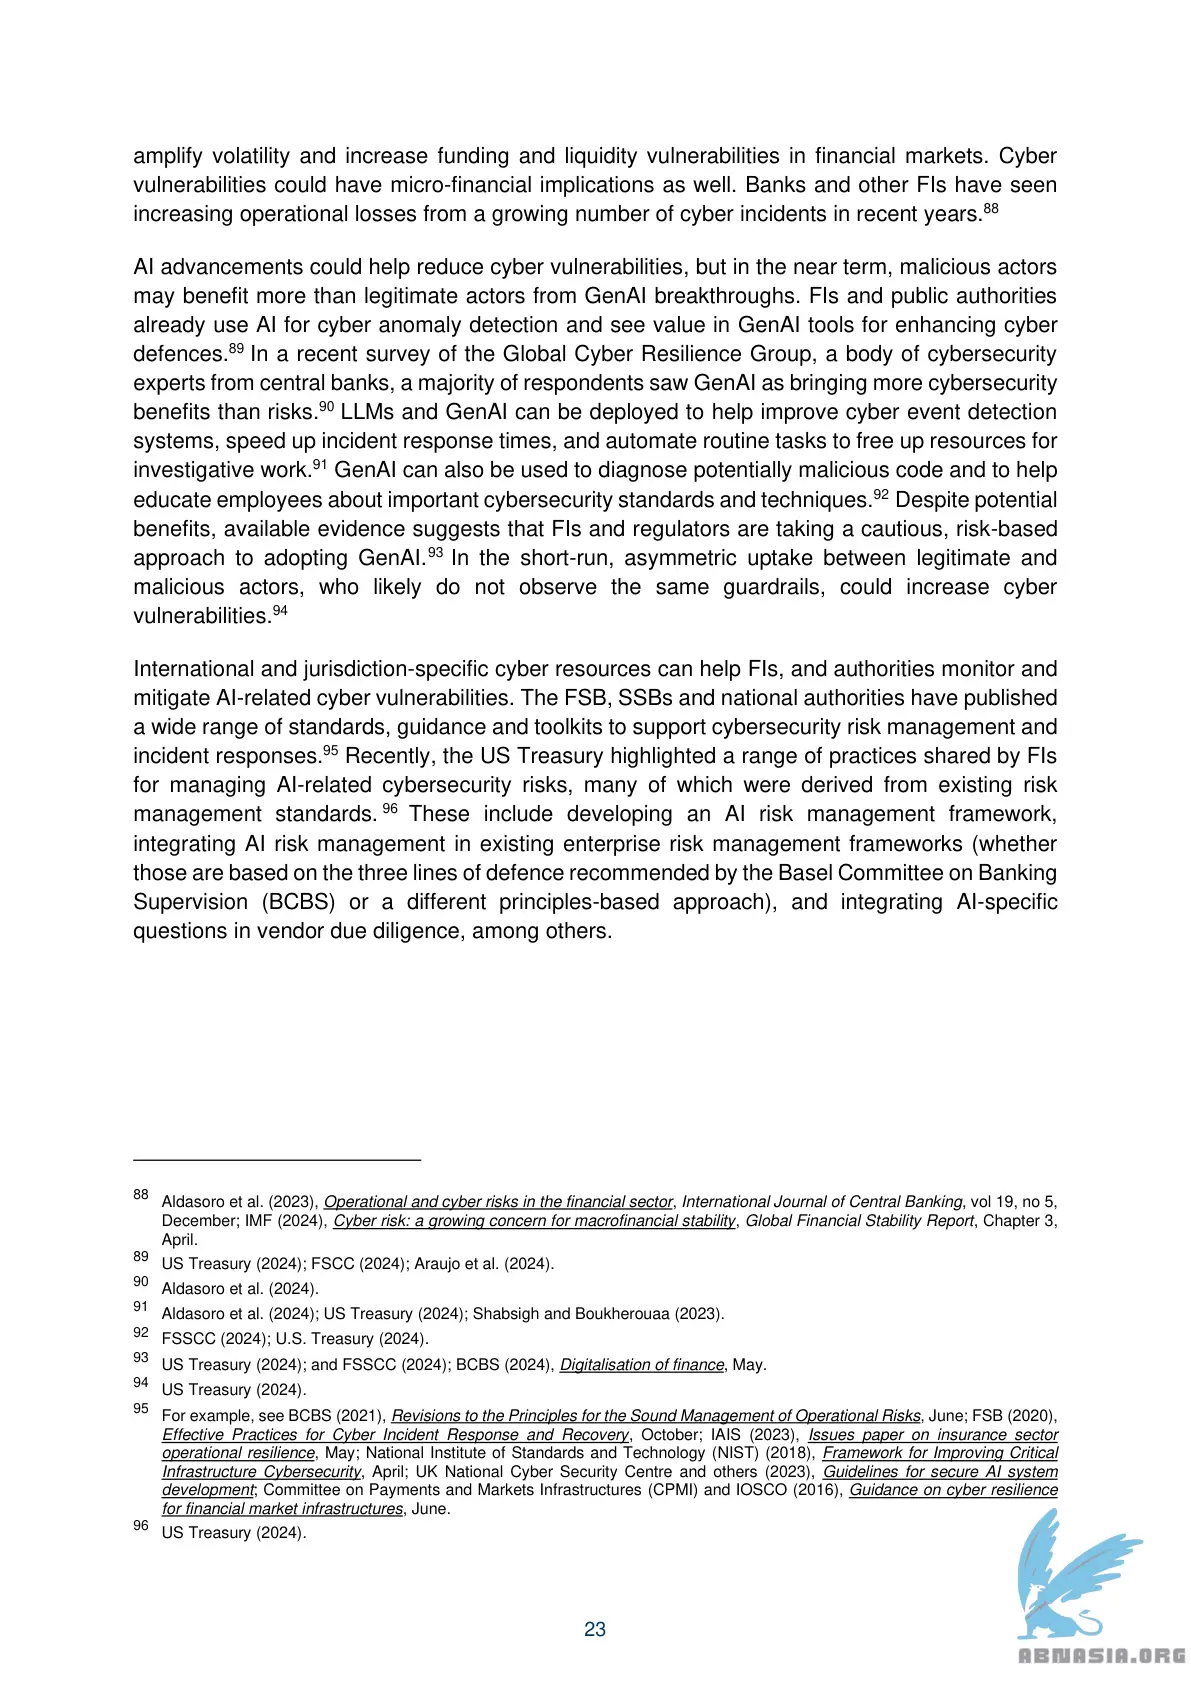 amplify volatility and increase funding and liquidity vulnerabilities in financial markets. Cyber
vulnerabilities could have micro-financial implications as well. Banks and other FIs have seen
increasing operational losses from a growing number of cyber incidents in recent years.88
AI advancements could help reduce cyber vulnerabilities, but in the near term, malicious actors
may benefit more than legitimate actors from GenAI breakthroughs. FIs and public authorities
already use AI for cyber anomaly detection and see value in GenAI tools for enhancing cyber
defences.89 In a recent survey of the Global Cyber Resilience Group, a body of cybersecurity
experts from central banks, a majority of respondents saw GenAI as bringing more cybersecurity
benefits than risks.90 LLMs and GenAI can be deployed to help improve cyber event detection
systems, speed up incident response times, and automate routine tasks to free up resources for
investigative work.91 GenAI can also be used to diagnose potentially malicious code and to help
educate employees about important cybersecurity standards and techniques.92 Despite potential
benefits, available evidence suggests that FIs and regulators are taking a cautious, risk-based
approach to adopting GenAI.93 In the short-run, asymmetric uptake between legitimate and
malicious actors, who likely do not observe the same guardrails, could increase cyber
vulnerabilities.94
International and jurisdiction-specific cyber resources can help FIs, and authorities monitor and
mitigate AI-related cyber vulnerabilities. The FSB, SSBs and national authorities have published
a wide range of standards, guidance and toolkits to support cybersecurity risk management and
incident responses.95 Recently, the US Treasury highlighted a range of practices shared by FIs
for managing AI-related cybersecurity risks, many of which were derived from existing risk
management standards. 96 These include developing an AI risk management framework,
integrating AI risk management in existing enterprise risk management frameworks (whether
those are based on the three lines of defence recommended by the Basel Committee on Banking
Supervision (BCBS) or a different principles-based approach), and integrating AI-specific
questions in vendor due diligence, among others.
88 Aldasoro et al. (2023), Operational and cyber risks in the financial sector, International Journal of Central Banking, vol 19, no 5,
December; IMF (2024), Cyber risk: a growing concern for macrofinancial stability, Global Financial Stability Report, Chapter 3,
April.
89 US Treasury (2024); FSCC (2024); Araujo et al. (2024).
90 Aldasoro et al. (2024).
91 Aldasoro et al. (2024); US Treasury (2024); Shabsigh and Boukherouaa (2023).
92 FSSCC (2024); U.S. Treasury (2024).
93 US Treasury (2024); and FSSCC (2024); BCBS (2024), Digitalisation of finance, May.
94 US Treasury (2024).
95 For example, see BCBS (2021), Revisions to the Principles for the Sound Management of Operational Risks, June; FSB (2020),
Effective Practices for Cyber Incident Response and Recovery, October; IAIS (2023), Issues paper on insurance sector
operational resilience, May; National Institute of Standards and Technology (NIST) (2018), Framework for Improving Critical
Infrastructure Cybersecurity, April; UK National Cyber Security Centre and others (2023), Guidelines for secure AI system
development; Committee on Payments and Markets Infrastructures (CPMI) and IOSCO (2016), Guidance on cyber resilience
for financial market infrastructures, June.
96 US Treasury (2024).
23
ABNASIA.ORG